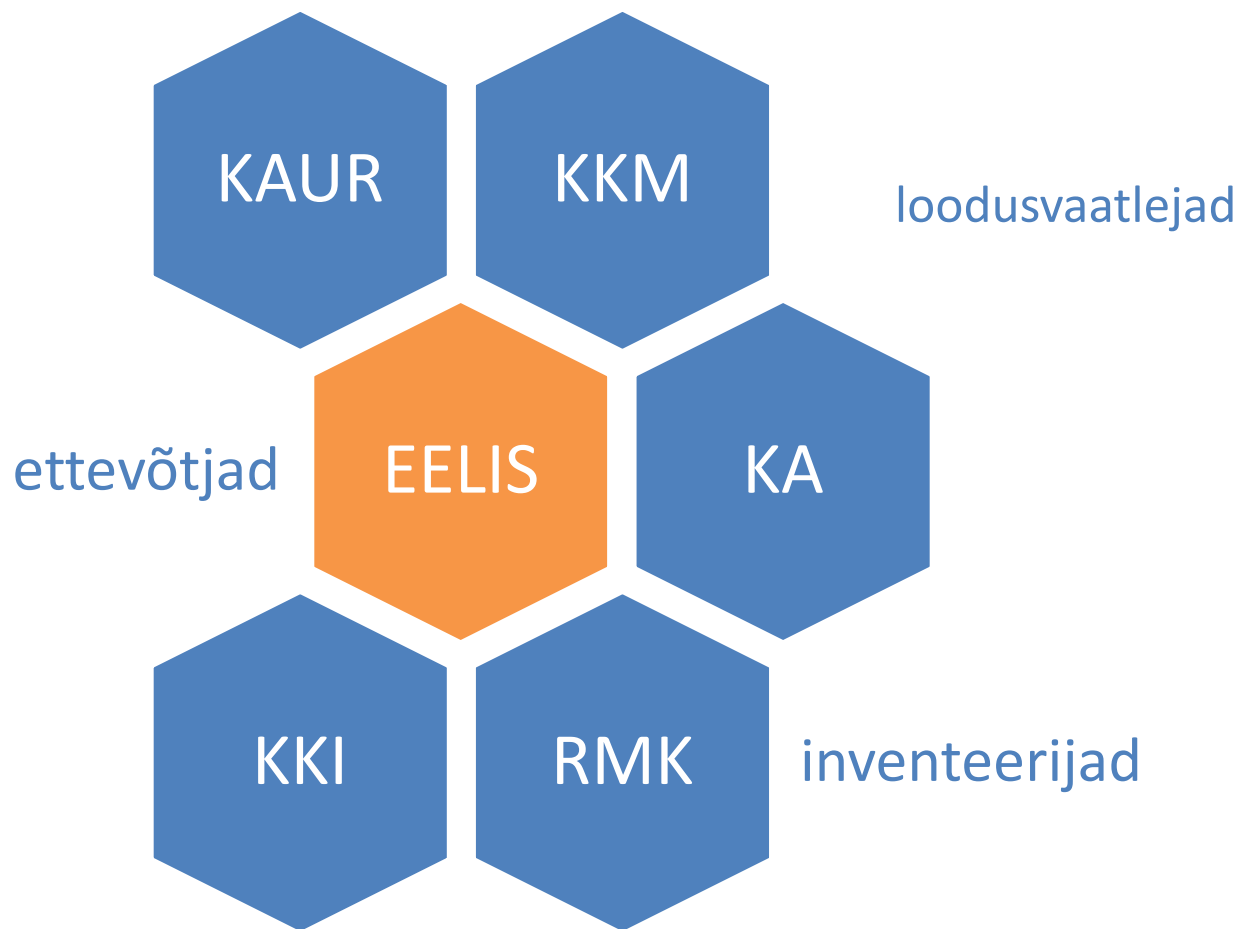 KAUR
KKM
loodusvaatlejad
ettevõtjad
EELIS
KA
KKI
RMK
inventeerijad